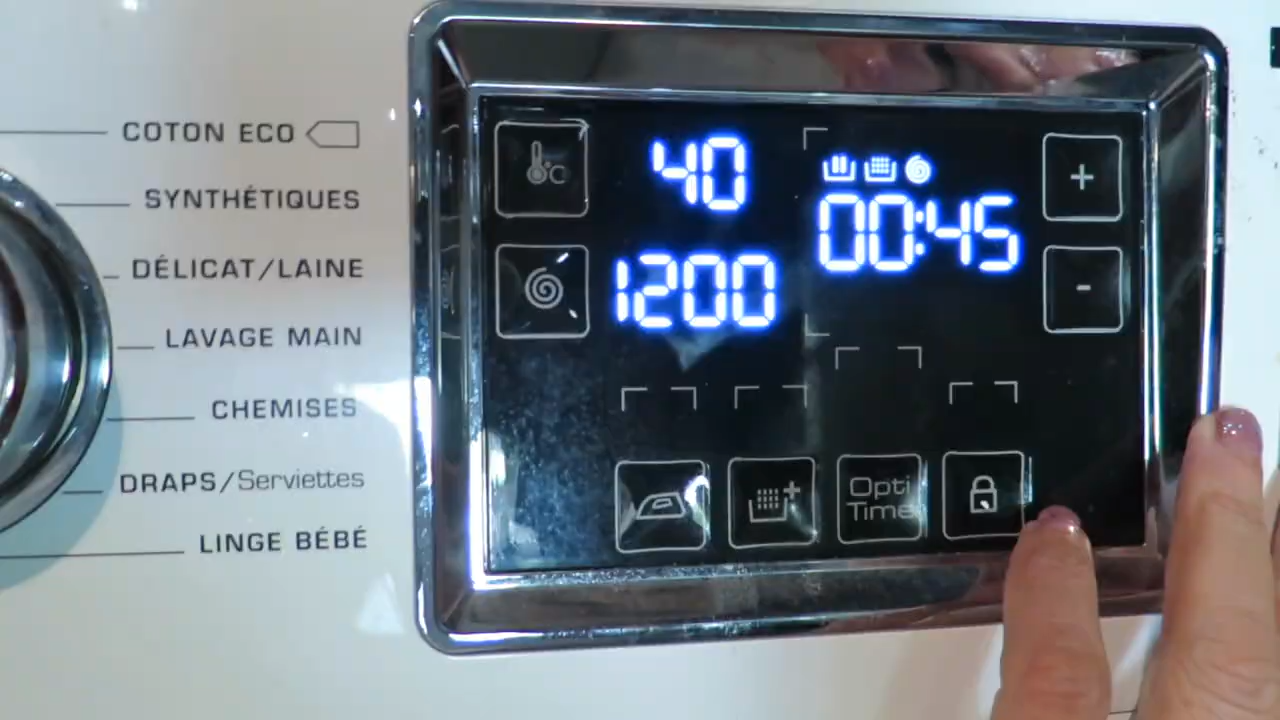 COTON ECO
SYNTHÉTIQUES
DÉLICAT/LAINE
LAVAGE MAIN
CHEMISES
DRAPS/Serviettes
LINGE BÉBÉ
°C
40
1200
00:45
+
-
Opti
Time